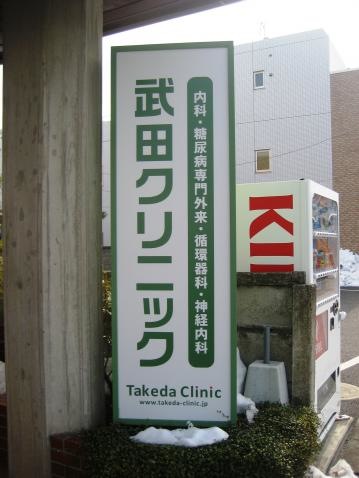 武田クリニック
内科・糖尿病専門外来・循環器科・神経内科
Takeda Clinic
www.takeda-clinic.jp
KI